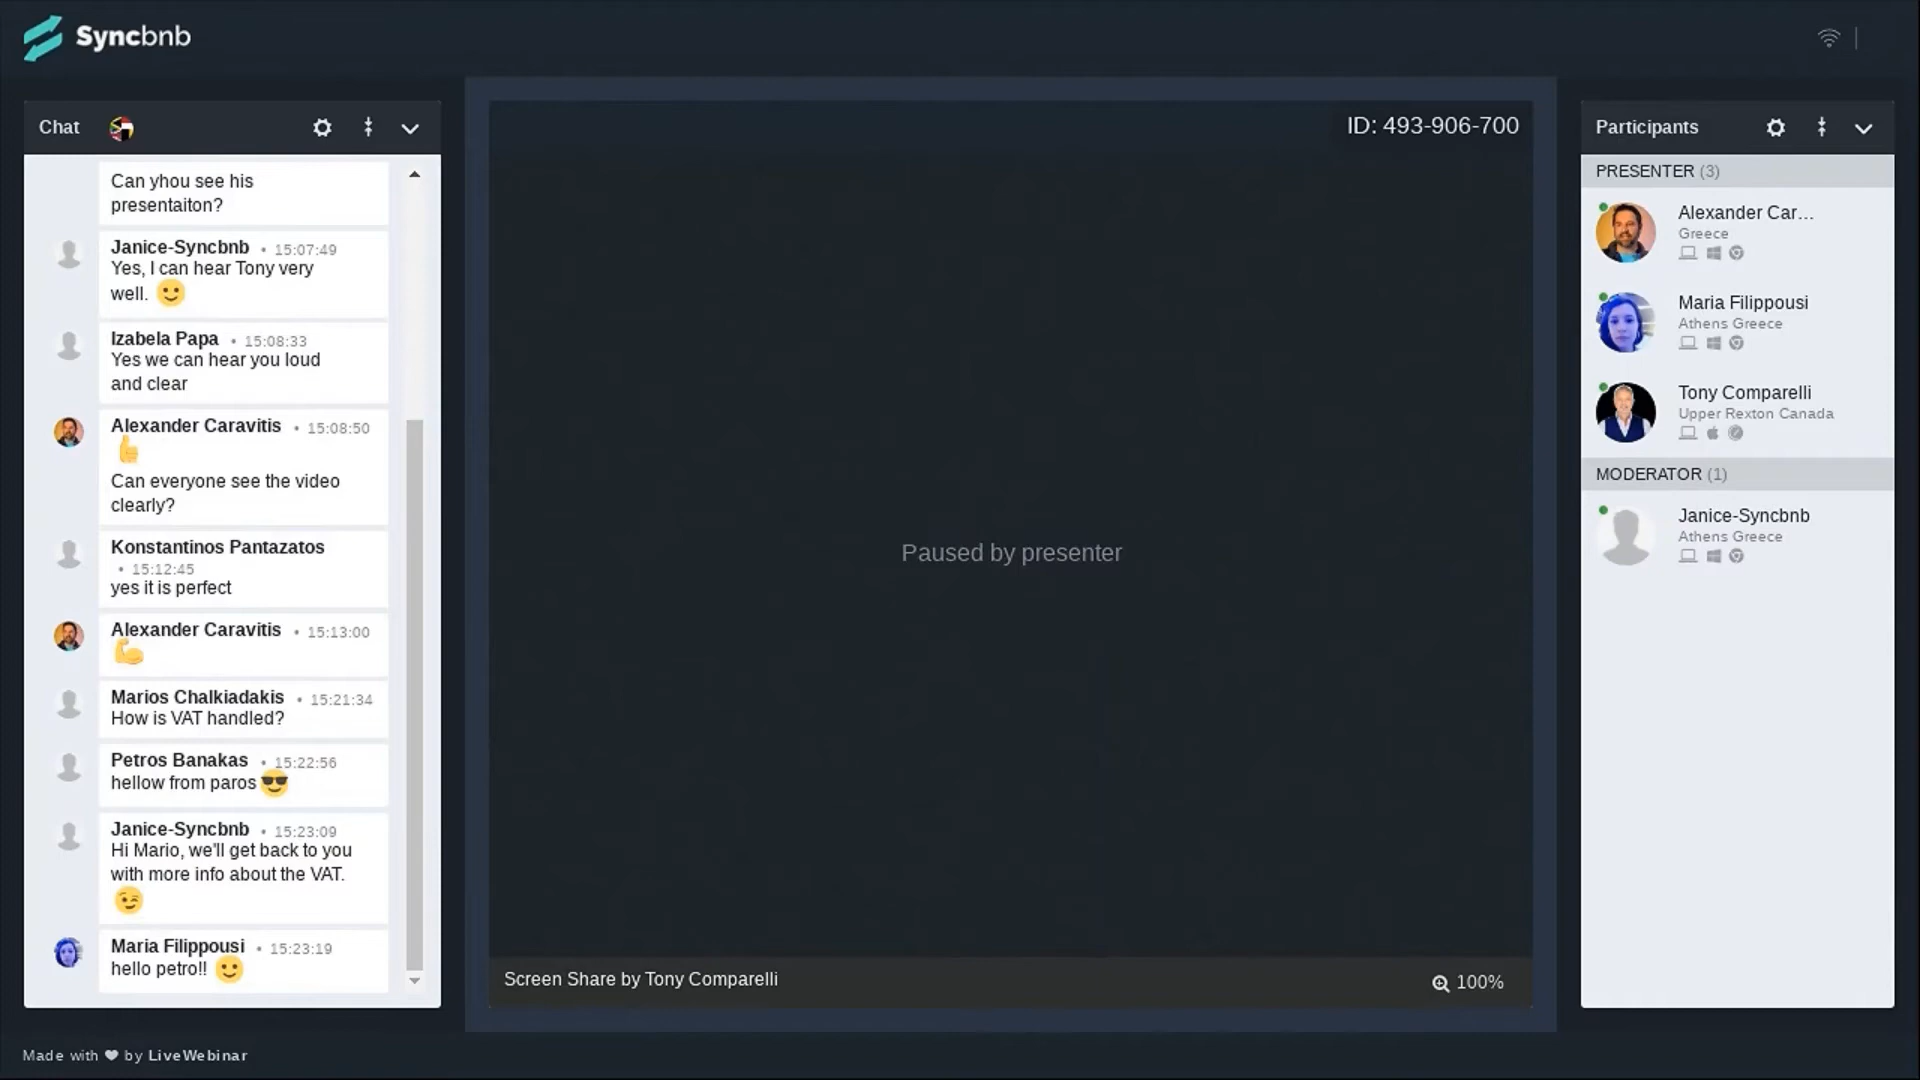 Syncbnb
Chat
Can yhou see his
presentaiton?
Janice-Syncbnb • 15:07:49
Yes, I can hear Tony very
well.
Izabela Papa • 15:08:33
Yes we can hear you loud
and clear
Alexander Caravitis • 15:08:50
Can everyone see the video
clearly?
Konstantinos Pantazatos
• 15:12:45
yes it is perfect
Alexander Caravitis • 15:13:00
Marios Chalkiadakis • 15:21:34
How is VAT handled?
Petros Banakas • 15:22:56
hellow from paros
Janice-Syncbnb • 15:23:09
Hi Mario, we'll get back to you
with more info about the VAT.
Maria Filippousi • 15:23:19
hello petro!!
ID: 493-906-700
Paused by presenter
Screen Share by Tony Comparelli
100%
Participants
PRESENTER (3)
Alexander Car...
Greece
Maria Filippousi
Athens Greece
Tony Comparelli
Upper Rexton Canada
MODERATOR (1)
Janice-Syncbnb
Athens Greece
Made with ❤ by LiveWebinar